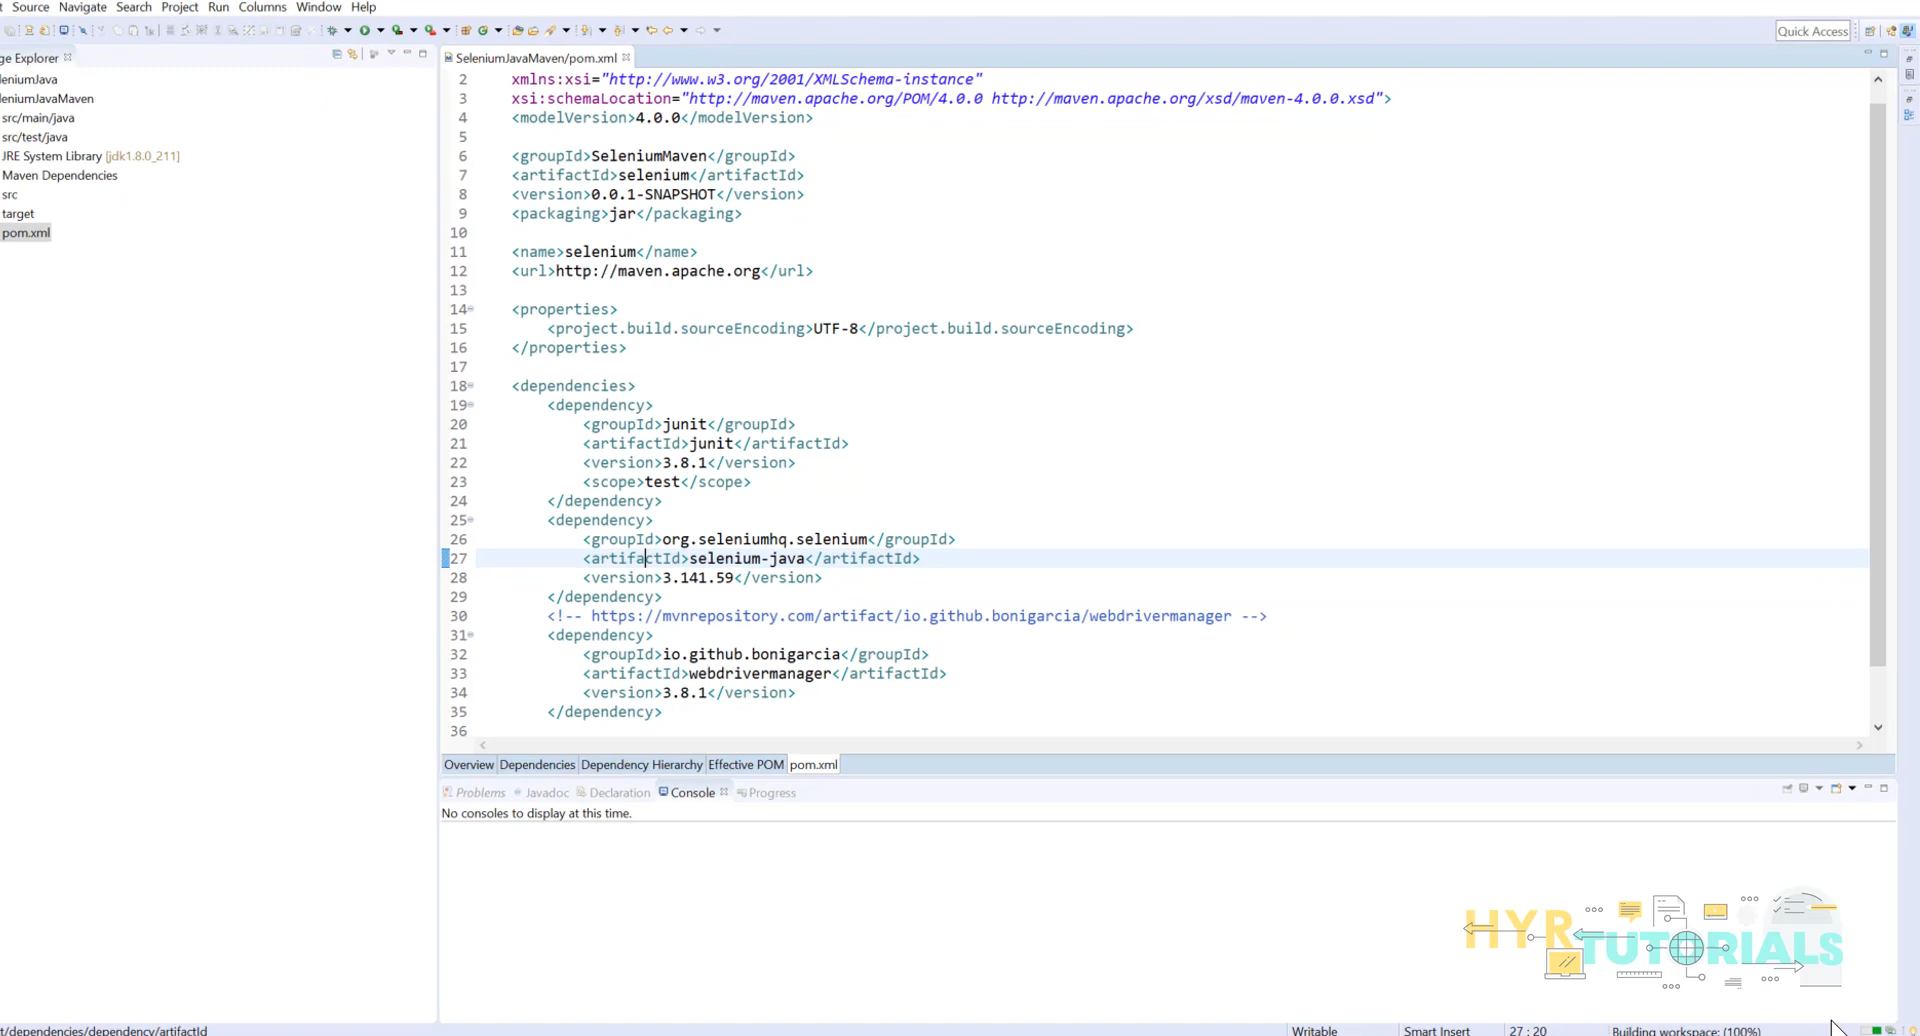 Source Navigate Search Project Run Columns Window Help
Quick Access
ge Explorer
SeleniumJavaMaven/pom.xml
leniumJava
leniumJavaMaven
src/main/java
src/test/java
JRE System Library [jdk1.8.0_211]
Maven Dependencies
src
target
pom.xml
2 xmlns:xsi="http://www.w3.org/2001/XMLSchema-instance"
3 xsi:schemaLocation="http://maven.apache.org/POM/4.0.0 http://maven.apache.org/xsd/maven-4.0.0.xsd">
4 <modelVersion>4.0.0</modelVersion>
5
6 <groupId>SeleniumMaven</groupId>
7 <artifactId>selenium</artifactId>
8 <version>0.0.1-SNAPSHOT</version>
9 <packaging>jar</packaging>
10
11 <name>selenium</name>
12 <url>http://maven.apache.org</url>
13
14 <properties>
15 <project.build.sourceEncoding>UTF-8</project.build.sourceEncoding>
16 </properties>
17
18 <dependencies>
19 <dependency>
20 <groupId>junit</groupId>
21 <artifactId>junit</artifactId>
22 <version>3.8.1</version>
23 <scope>test</scope>
24 </dependency>
25 <dependency>
26 <groupId>org.seleniumhq.selenium</groupId>
27 <artifactId>selenium-java</artifactId>
28 <version>3.141.59</version>
29 </dependency>
30 <!-- https://mvnrepository.com/artifact/io.github.bonigarcia/webdrivermanager -->
31 <dependency>
32 <groupId>io.github.bonigarcia</groupId>
33 <artifactId>webdrivermanager</artifactId>
34 <version>3.8.1</version>
35 </dependency>
36
Overview Dependencies Dependency Hierarchy Effective POM pom.xml
Problems Javadoc Declaration Console Progress
No consoles to display at this time.
HYR TUTORIALS
t/dependencies/dependency/artifactId
Writable Smart Insert 27 : 20 Building workspace: (100%)